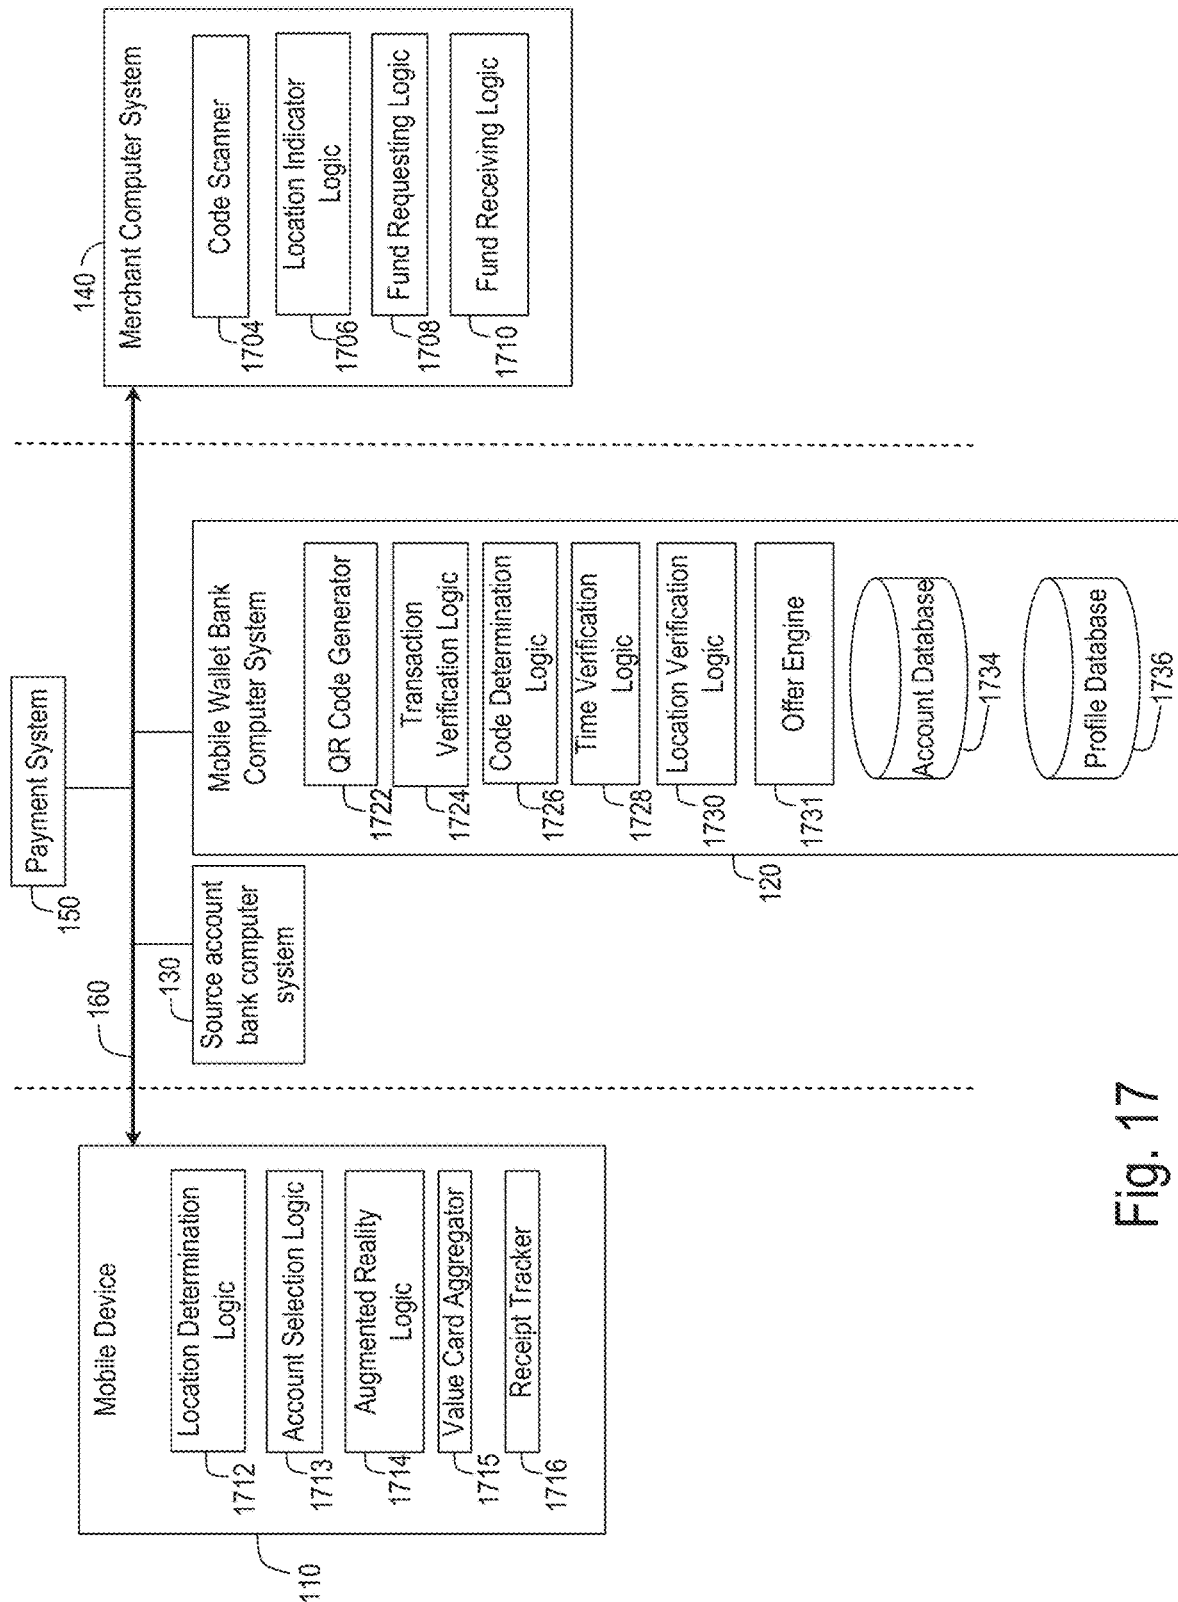 Payment System
150
160
Mobile Device
110
Location Determination
Logic
1712
Account Selection Logic
1713
Augmented Reality
Logic
1714
Value Card Aggregator
1715
Receipt Tracker
1716
130
Source account
bank computer
system
Mobile Wallet Bank
Computer System
120
QR Code Generator
1722
Transaction
Verification Logic
1724
Code Determination
Logic
1726
Time Verification
Logic
1728
Location Verification
Logic
1730
Offer Engine
1731
Account Database
1734
Profile Database
1736
140
Merchant Computer System
Code Scanner
1704
Location Indicator
Logic
1706
Fund Requesting Logic
1708
Fund Receiving Logic
1710
Fig. 17